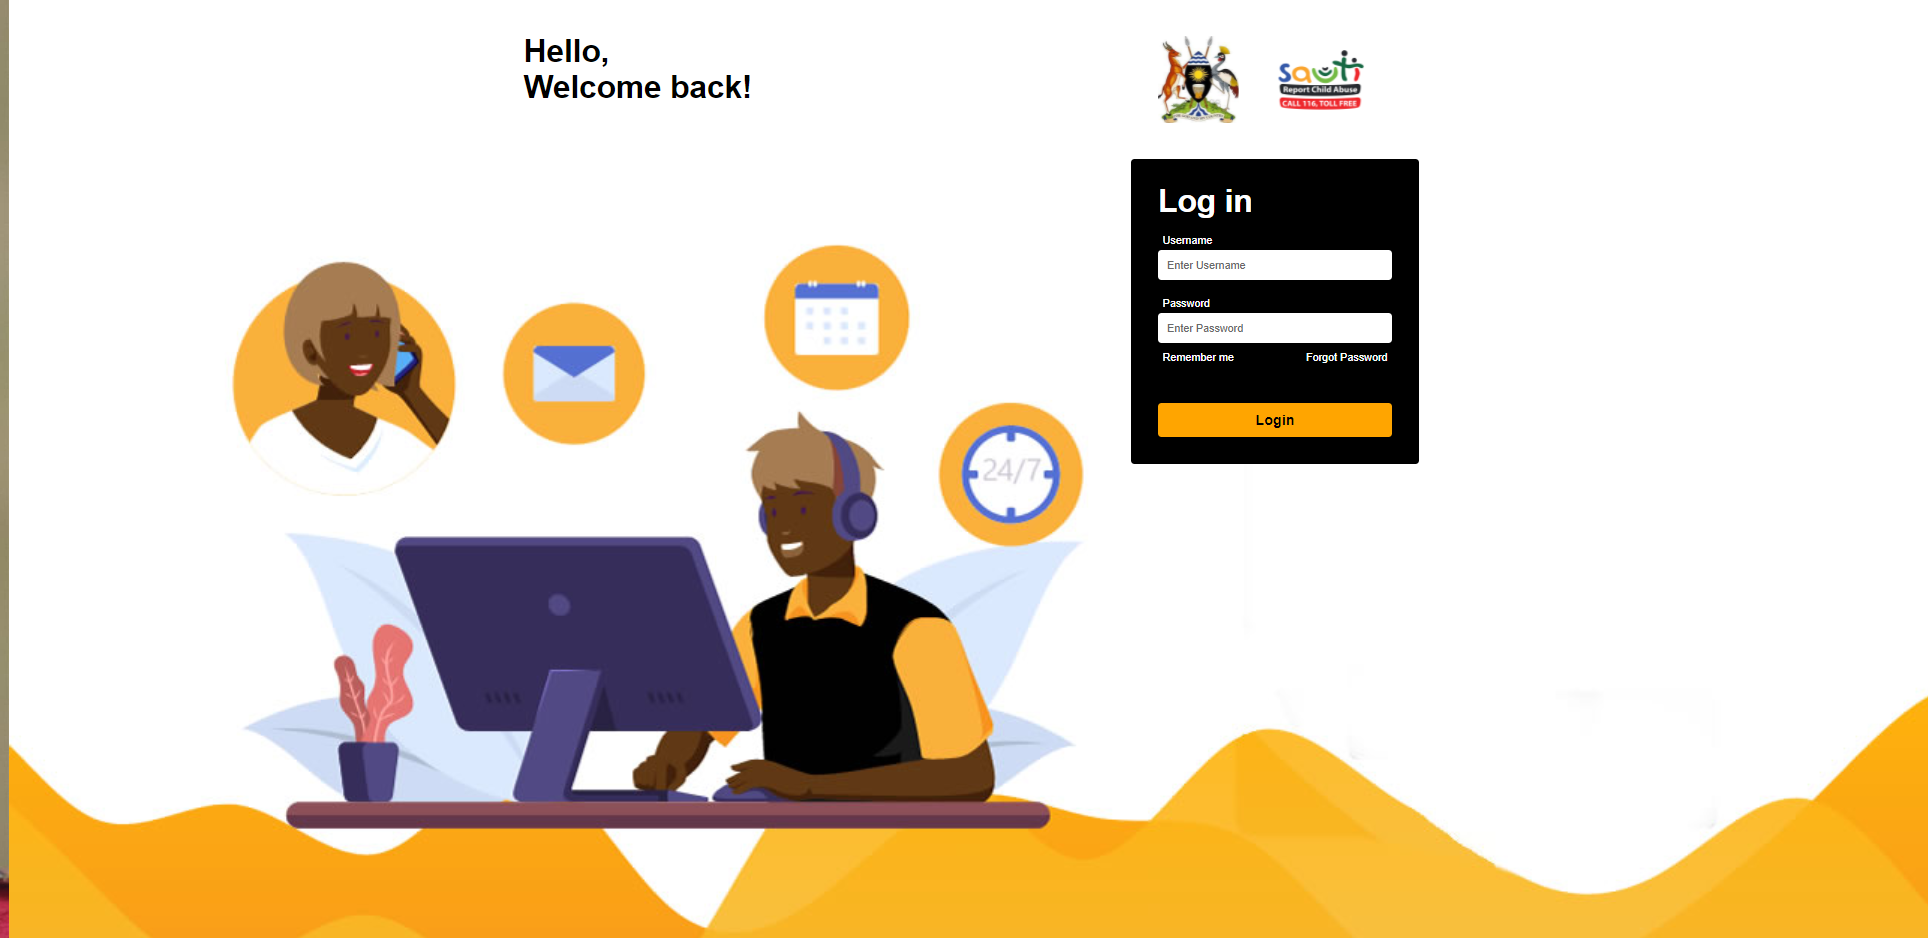 Hello,
Welcome back!
sauti
Report Child Abuse
CALL 116, TOLL FREE
Log in
Username
Enter Username
Password
Enter Password
Remember me
Forgot Password
Login
24/7